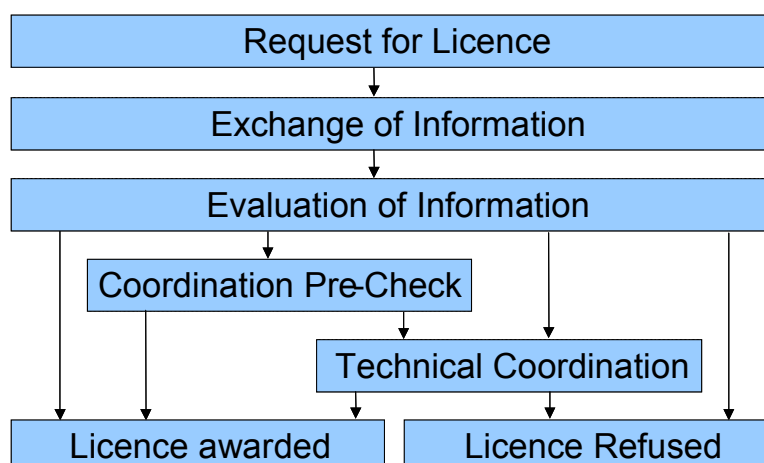 Request for Licence
Exchange of Information
Evaluation of Information
Coordination Pre-Check
Technical Coordination
Licence awarded
Licence Refused